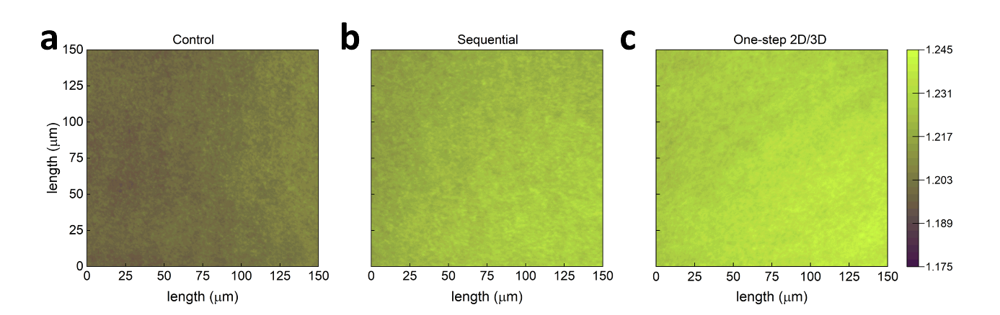 a
Control
b
Sequential
c
One-step 2D/3D
150
125
100
75
50
25
0
length (μm)
0 25 50 75 100 125 150
length (μm)
0 25 50 75 100 125 150
length (μm)
0 25 50 75 100 125 150
length (μm)
1.245
1.231
1.217
1.203
1.189
1.175